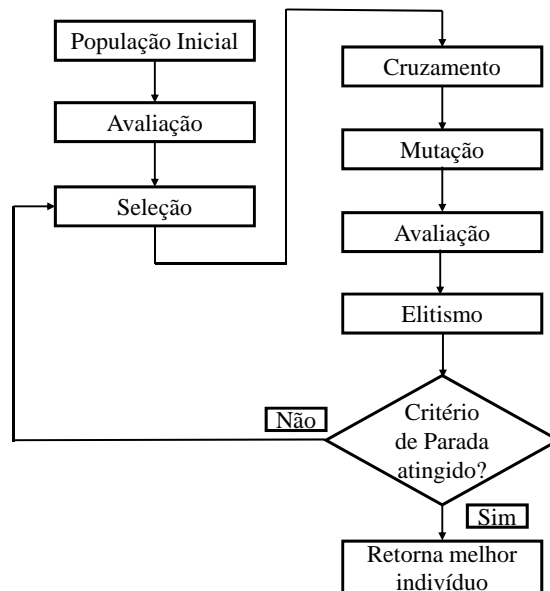 População Inicial
Avaliação
Seleção
Cruzamento
Mutação
Avaliação
Elitismo
Critério
de Parada
atingido?
Não
Sim
Retorna melhor
indivíduo